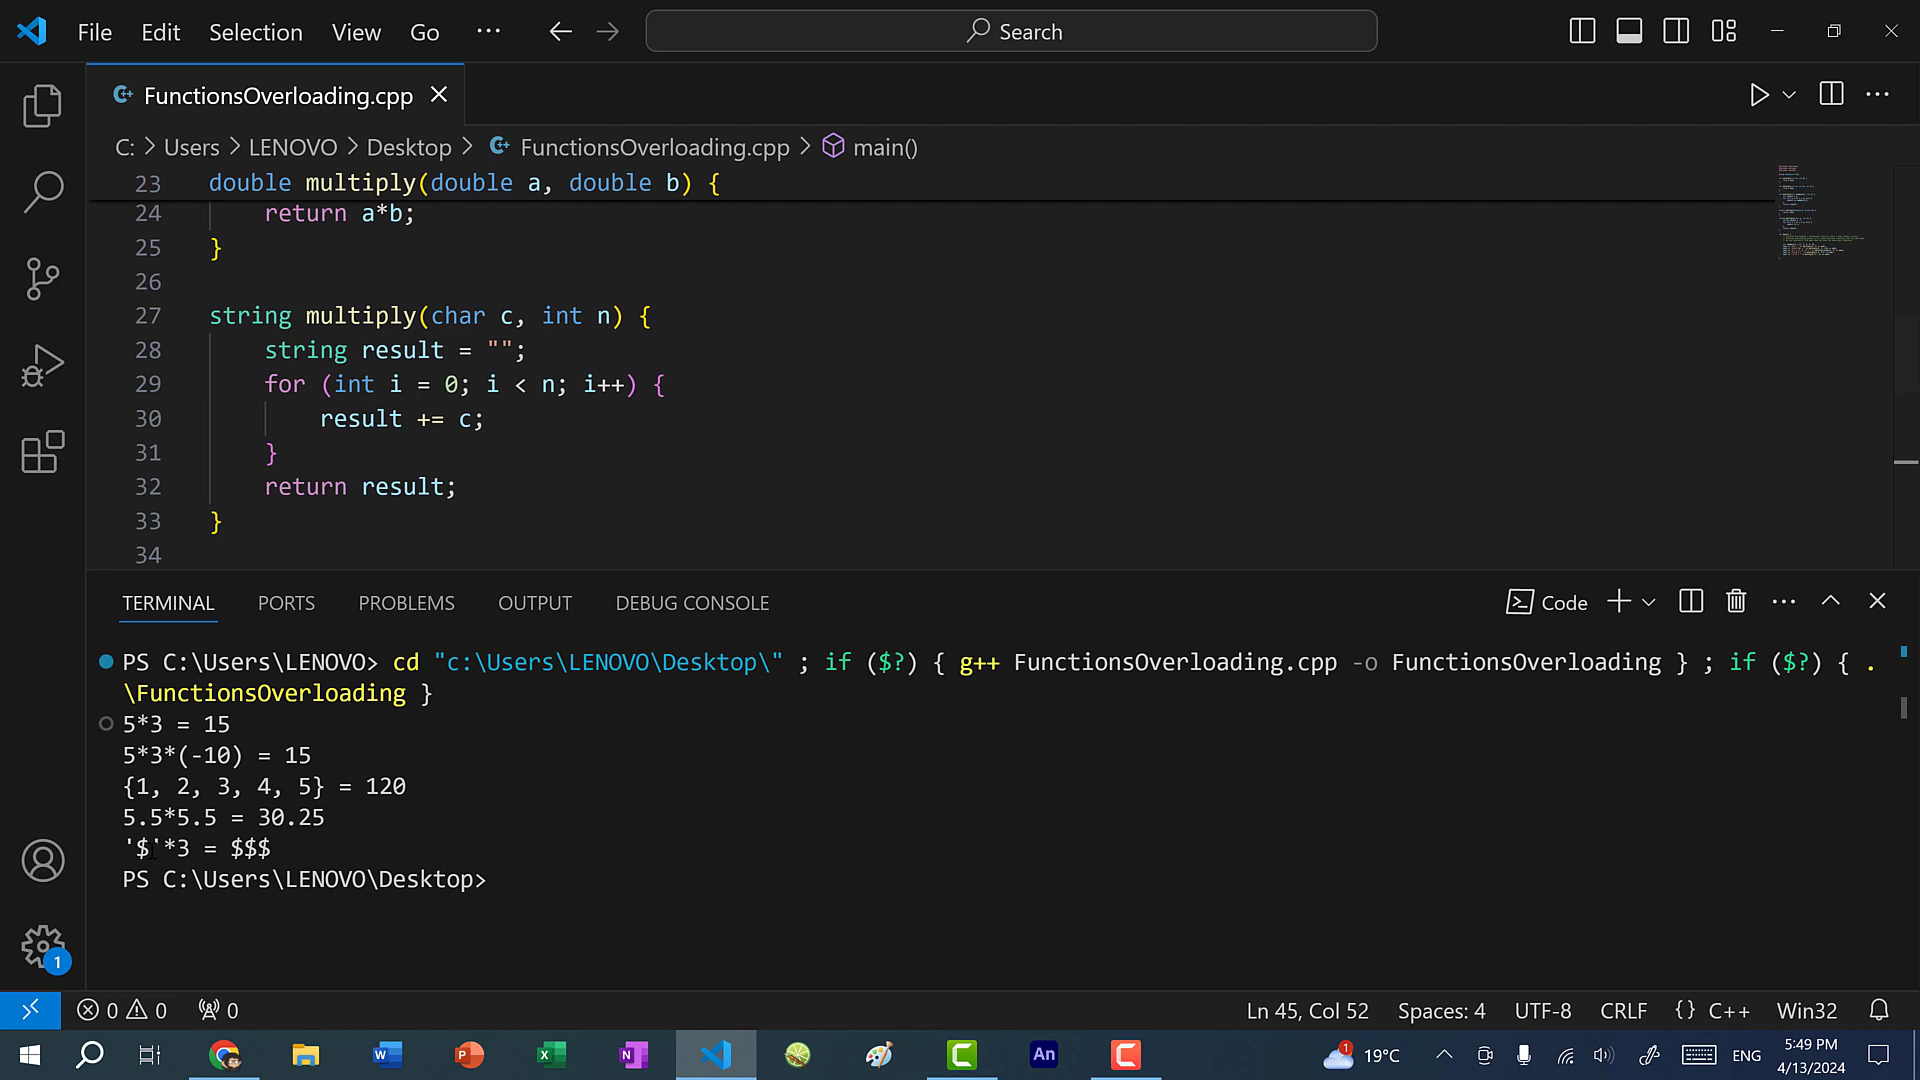 File Edit Selection View Go ··· Search
FunctionsOverloading.cpp
C: > Users > LENOVO > Desktop > FunctionsOverloading.cpp > main()
23 double multiply(double a, double b) {
24 return a*b;
25 }
26
27 string multiply(char c, int n) {
28 string result = "";
29 for (int i = 0; i < n; i++) {
30 result += c;
31 }
32 return result;
33 }
34
TERMINAL PORTS PROBLEMS OUTPUT DEBUG CONSOLE Code
PS C:\Users\LENOVO> cd "c:\Users\LENOVO\Desktop\" ; if ($?) { g++ FunctionsOverloading.cpp -o FunctionsOverloading } ; if ($?) { .
\FunctionsOverloading }
5*3 = 15
5*3*(-10) = 15
{1, 2, 3, 4, 5} = 120
5.5*5.5 = 30.25
'$'*3 = $$$
PS C:\Users\LENOVO\Desktop>
1
0 0 0 Ln 45, Col 52 Spaces: 4 UTF-8 CRLF {} C++ Win32
W P X N An C 1 19°C ENG 5:49 PM
4/13/2024